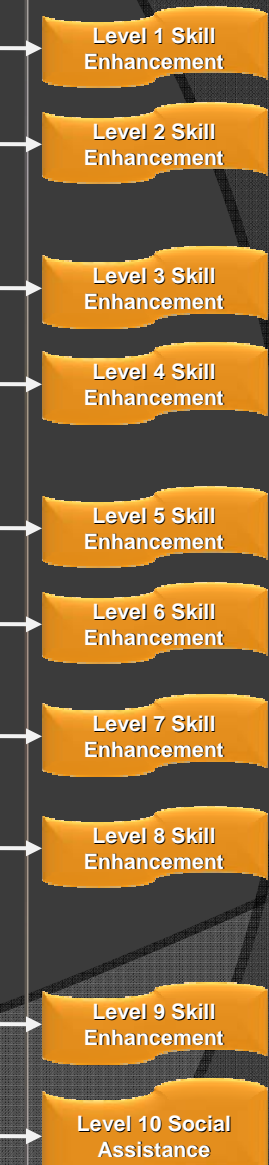 Level 1 Skill
Enhancement
Level 2 Skill
Enhancement
Level 3 Skill
Enhancement
Level 4 Skill
Enhancement
Level 5 Skill
Enhancement
Level 6 Skill
Enhancement
Level 7 Skill
Enhancement
Level 8 Skill
Enhancement
Level 9 Skill
Enhancement
Level 10 Social
Assistance